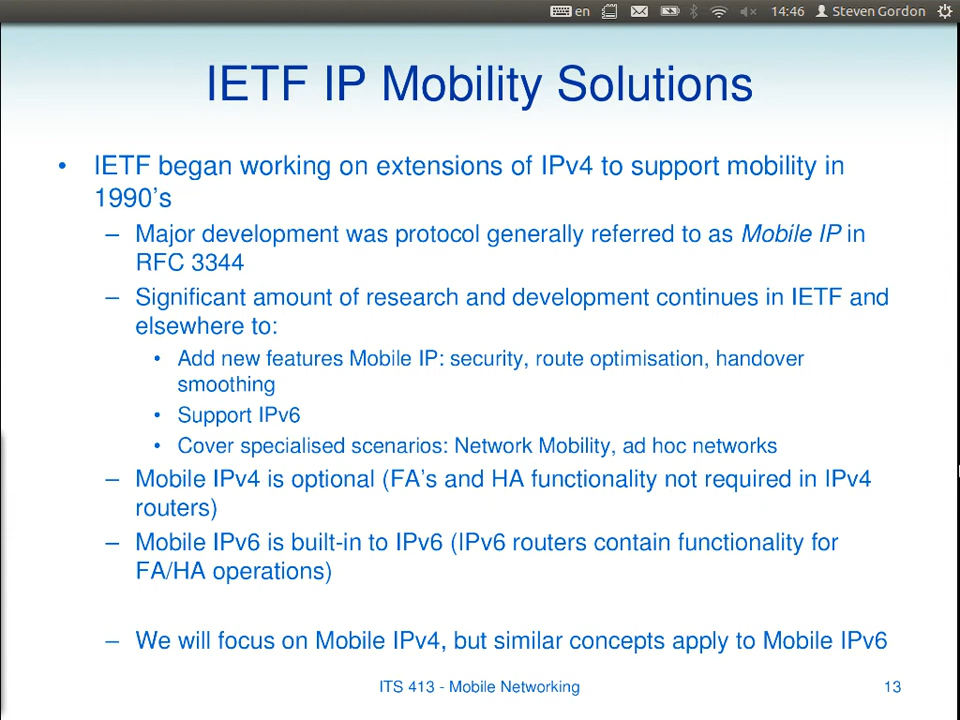 en 14:46 Steven Gordon
IETF IP Mobility Solutions
• IETF began working on extensions of IPv4 to support mobility in
1990's
– Major development was protocol generally referred to as Mobile IP in
RFC 3344
– Significant amount of research and development continues in IETF and
elsewhere to:
• Add new features Mobile IP: security, route optimisation, handover
smoothing
• Support IPv6
• Cover specialised scenarios: Network Mobility, ad hoc networks
– Mobile IPv4 is optional (FA's and HA functionality not required in IPv4
routers)
– Mobile IPv6 is built-in to IPv6 (IPv6 routers contain functionality for
FA/HA operations)
– We will focus on Mobile IPv4, but similar concepts apply to Mobile IPv6
ITS 413 - Mobile Networking 13